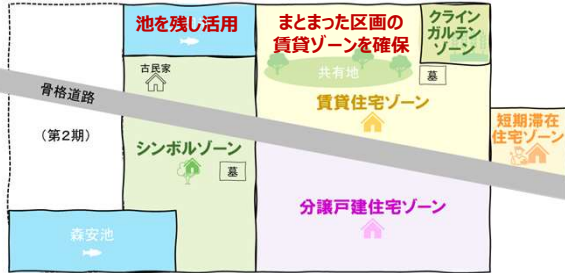 池を残し活用
まとまった区画の
賃貸ゾーンを確保
クライン
ガルテン
ゾーン
古民家
共有地
墓
骨格道路
賃貸住宅ゾーン
短期滞在
住宅ゾーン
(第2期)
シンボルゾーン
墓
分譲戸建住宅ゾーン
森安池